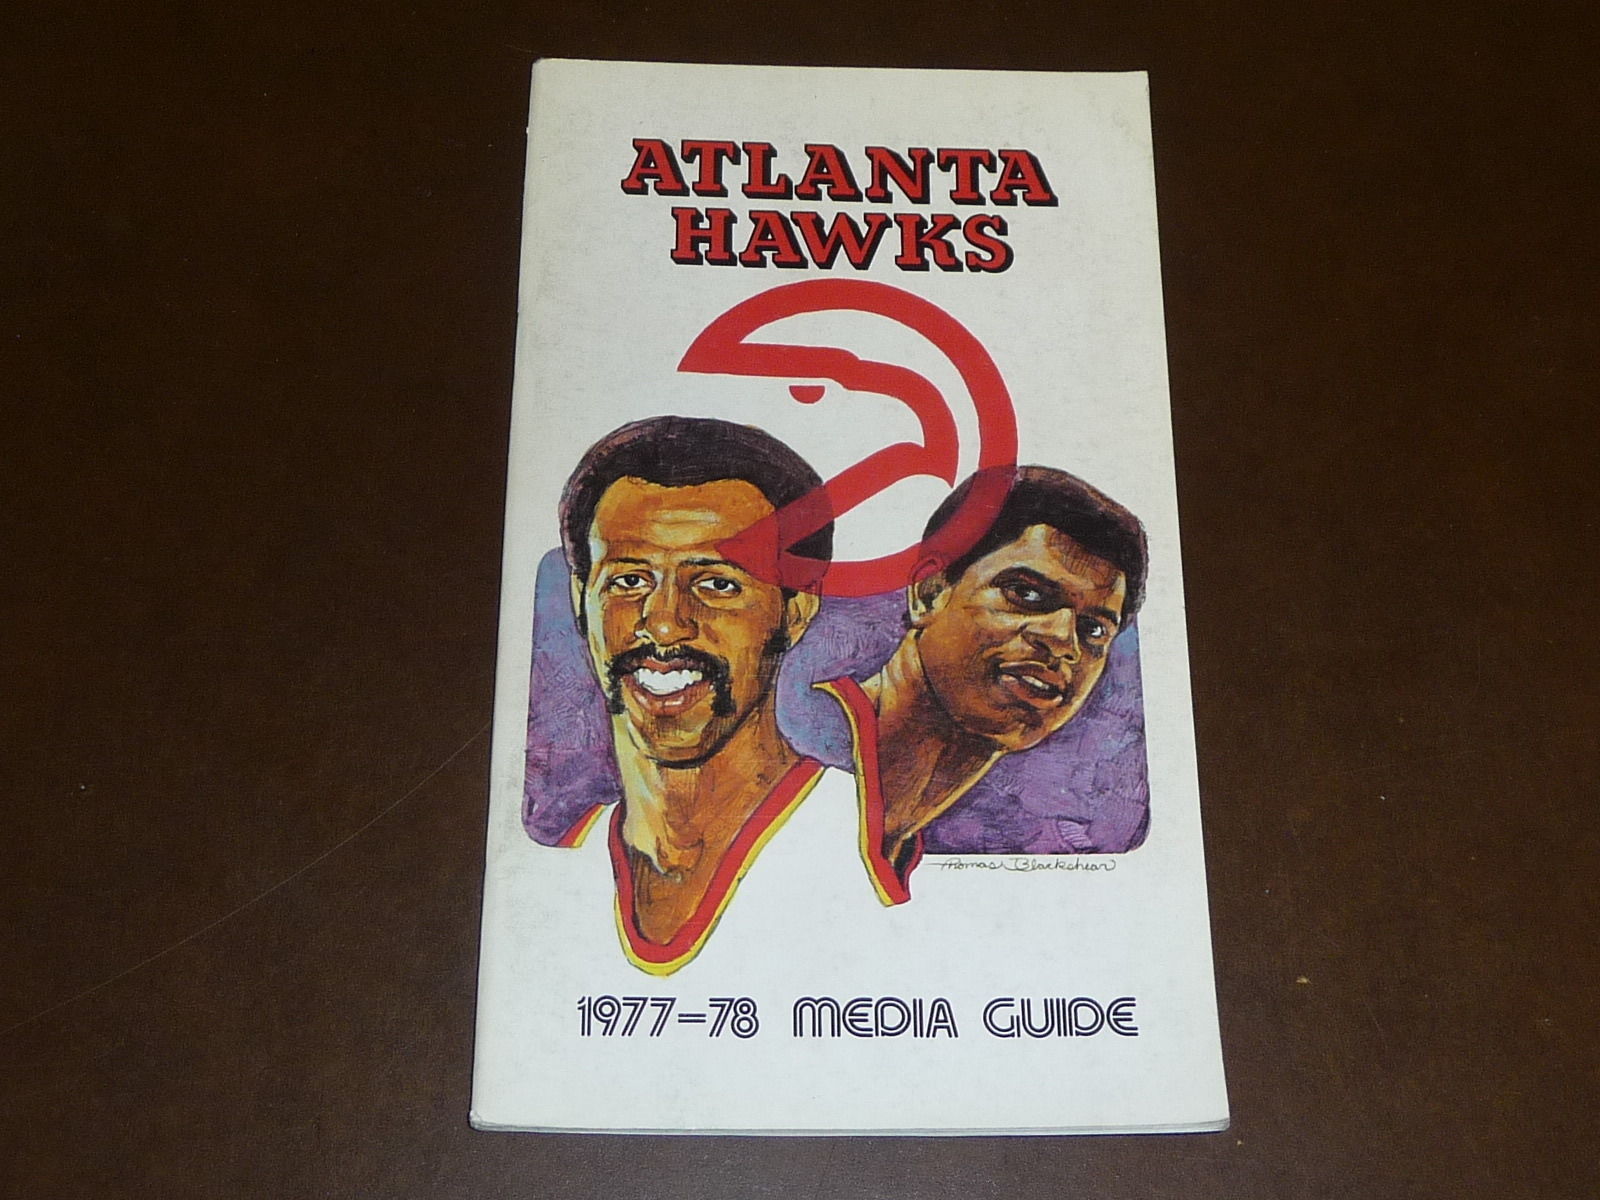 ATLANTA
HAWKS
Thomas Blackshear
1977-78 MEDIA GUIDE